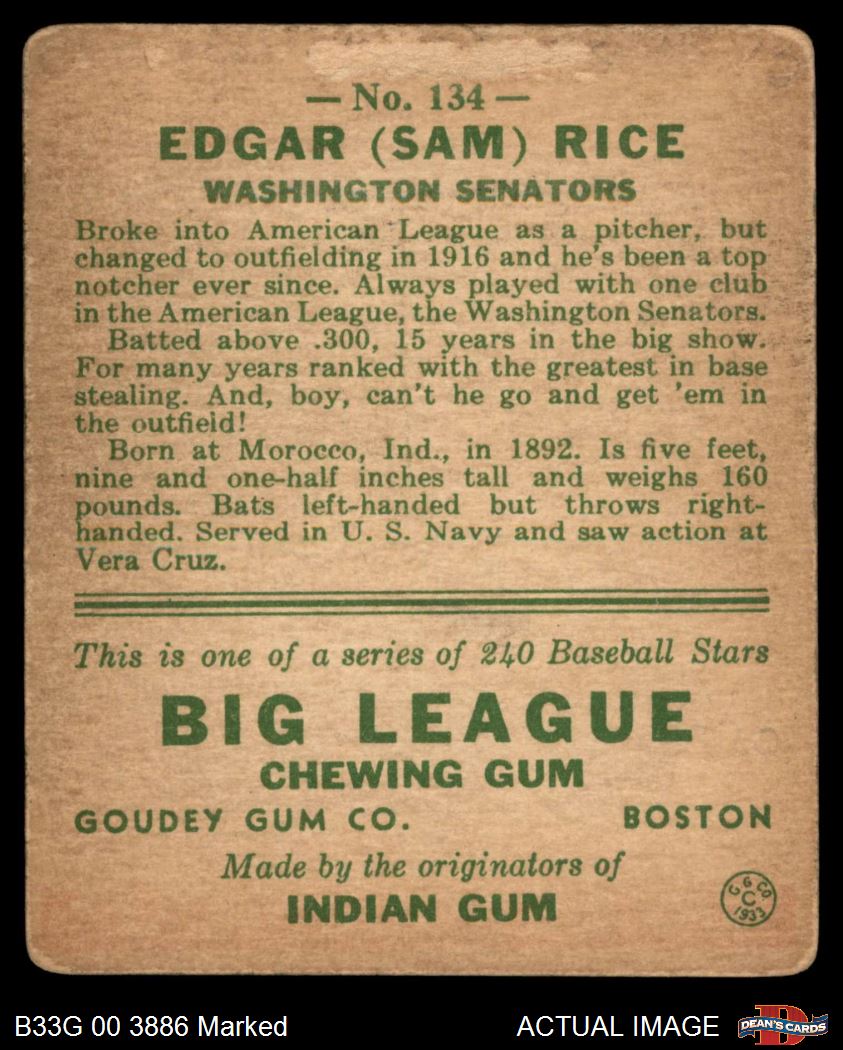 — No. 134 —
EDGAR (SAM) RICE
WASHINGTON SENATORS
Broke into American League as a pitcher, but
changed to outfielding in 1916 and he's been a top
notcher ever since. Always played with one club
in the American League, the Washington Senators.
Batted above .300, 15 years in the big show.
For many years ranked with the greatest in base
stealing. And, boy, can't he go and get 'em in
the outfield!
Born at Morocco, Ind., in 1892. Is five feet,
nine and one-half inches tall and weighs 160
pounds. Bats left-handed but throws right-
handed. Served in U. S. Navy and saw action at
Vera Cruz.
This is one of a series of 240 Baseball Stars
BIG LEAGUE
CHEWING GUM
GOUDEY GUM CO. BOSTON
Made by the originators of
INDIAN GUM
G G CO
C
1933
B33G 00 3886 Marked ACTUAL IMAGE
D
DEAN'S CARDS